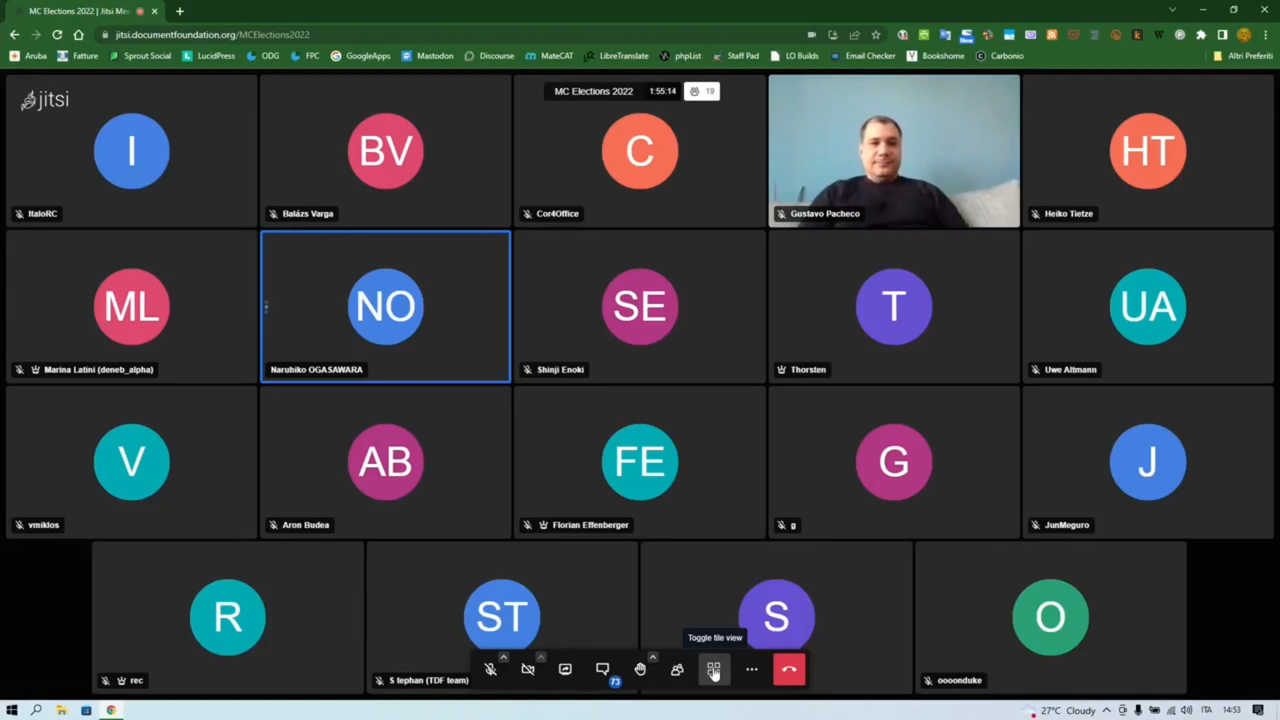 MC Elections 2022 | Jitsi Mee
jitsi.documentfoundation.org/MCElections2022
Aruba
Fatture
Sprout Social
LucidPress
ODG
FPC
GoogleApps
Mastodon
Discourse
MateCAT
LibreTranslate
phpList
Staff Pad
LO Builds
Email Checker
Bookshome
Carbonio
Altri Preferiti
jitsi
MC Elections 2022 1:55:14 19
I
BV
C
HT
ItaloRC
Balázs Varga
Cor4Office
Gustavo Pacheco
Heiko Tietze
ML
NO
SE
T
UA
Marina Latini (deneb_alpha)
Naruhiko OGASAWARA
Shinji Enoki
Thorsten
Uwe Altmann
V
AB
FE
G
J
vmiklos
Aron Budea
Florian Effenberger
g
JunMeguro
R
ST
S
O
Toggle tile view
rec
Stephan (TDF team)
73
oooonduke
27°C Cloudy
ITA
14:53